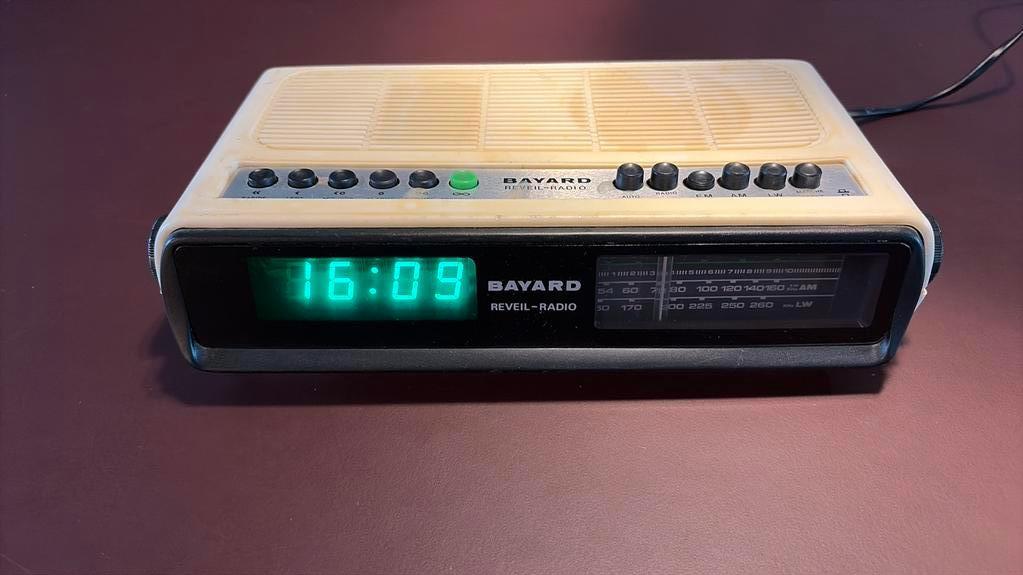 BAYARD
REVEIL-RADIO
AUTO
RADIO
FM
AM
LW
16:09
BAYARD
REVEIL-RADIO
54 60 80 100 120 140 160 AM
170 200 225 250 260 LW